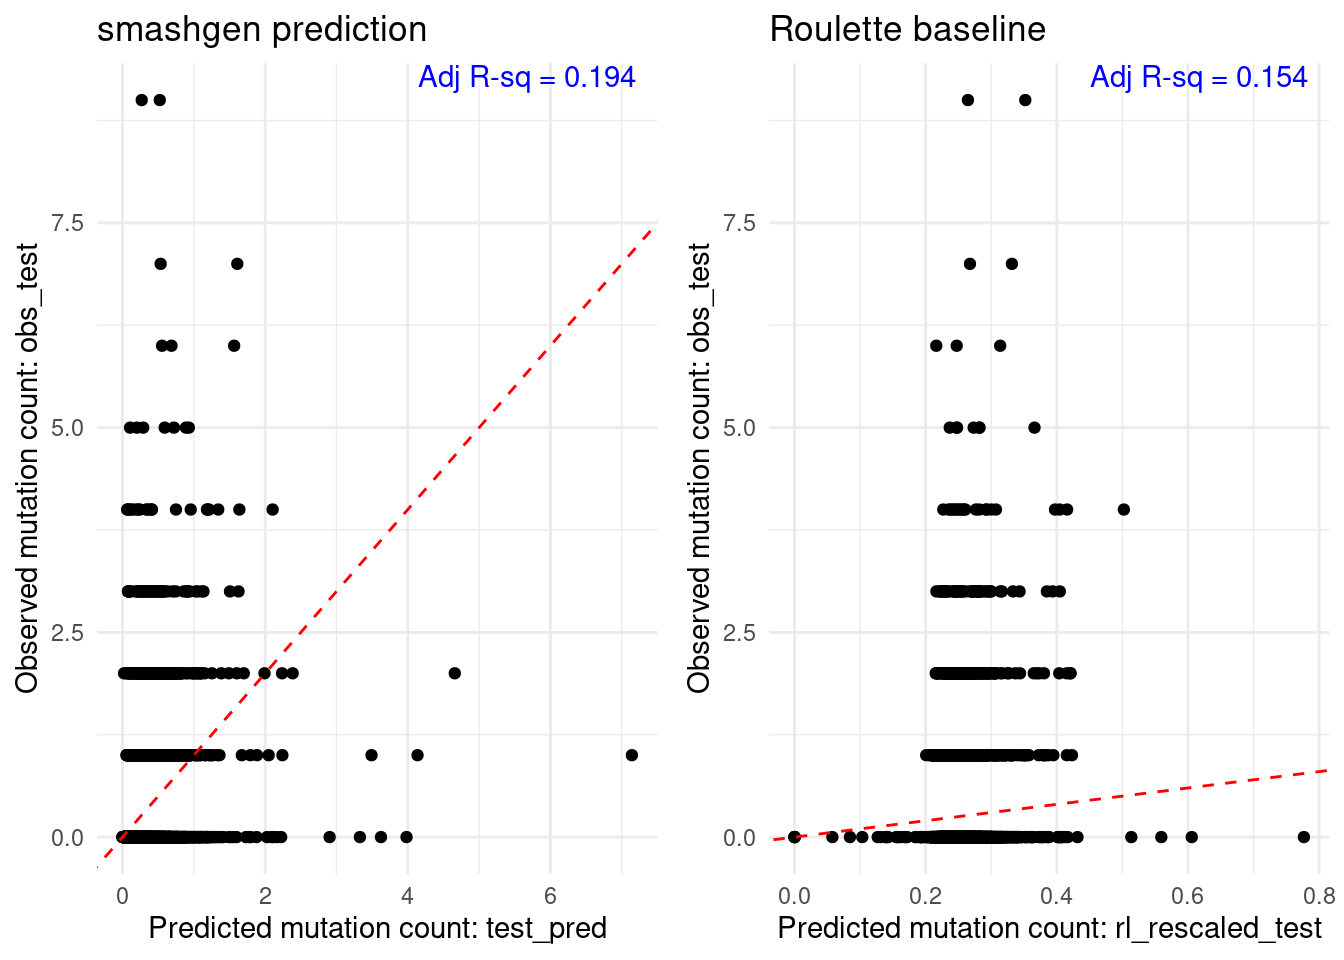 smashgen prediction
Adj R-sq = 0.194
7.5
5.0
2.5
0.0
Observed mutation count: obs_test
0
2
4
6
Predicted mutation count: test_pred
Roulette baseline
Adj R-sq = 0.154
7.5
5.0
2.5
0.0
Observed mutation count: obs_test
0.0
0.2
0.4
0.6
0.8
Predicted mutation count: rl_rescaled_test